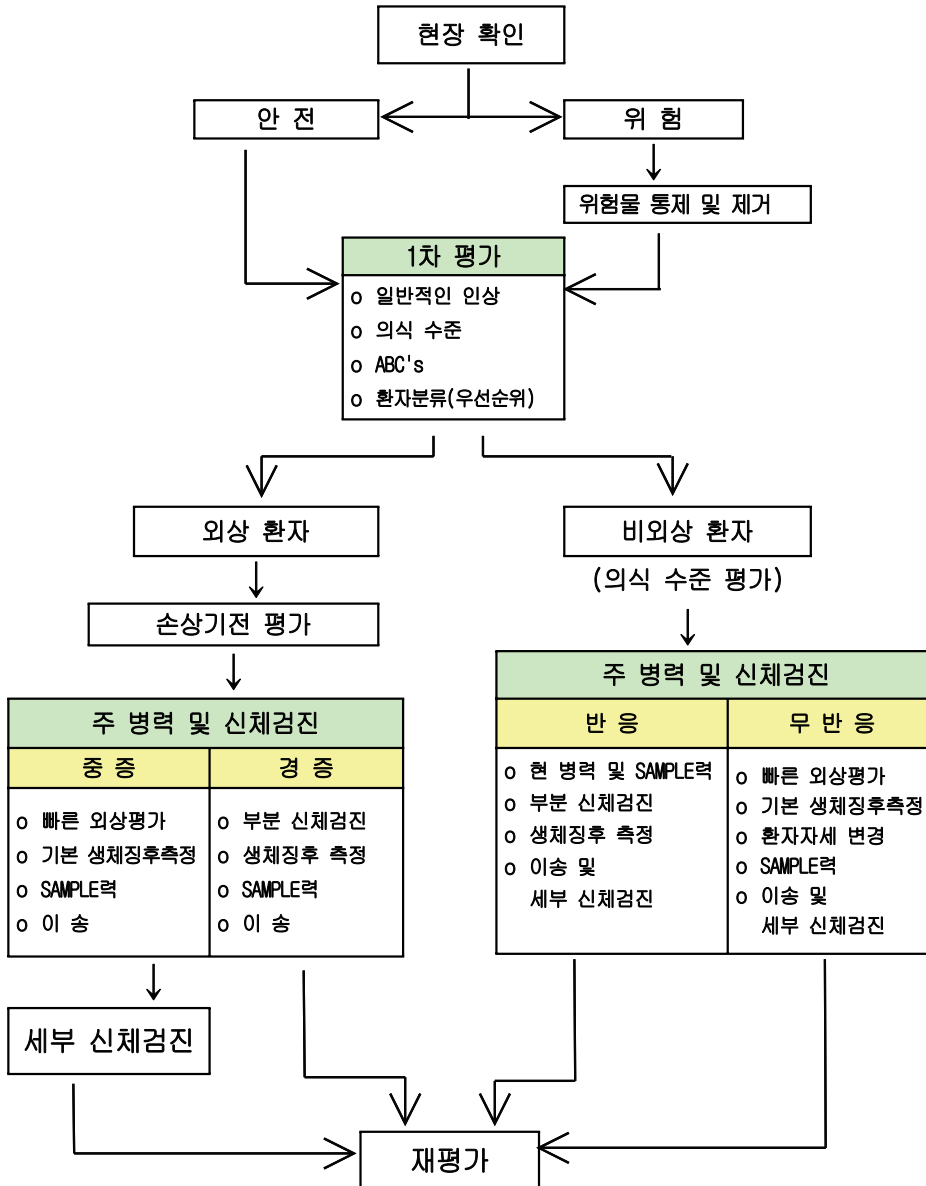 현장 확인
안 전
위 험
위험물 통제 및 제거
1차 평가
o 일반적인 인상
o 의식 수준
o ABC's
o 환자분류(우선순위)
외상 환자
비외상 환자
(의식 수준 평가)
손상기전 평가
주 병력 및 신체검진
중 증
경 증
o 빠른 외상평가
o 기본 생체징후측정
o SAMPLE력
o 이 송
o 부분 신체검진
o 생체징후 측정
o SAMPLE력
o 이 송
주 병력 및 신체검진
반 응
무 반 응
o 현 병력 및 SAMPLE력
o 부분 신체검진
o 생체징후 측정
o 이송 및
세부 신체검진
o 빠른 외상평가
o 기본 생체징후측정
o 환자자세 변경
o SAMPLE력
o 이송 및
세부 신체검진
세부 신체검진
재평가